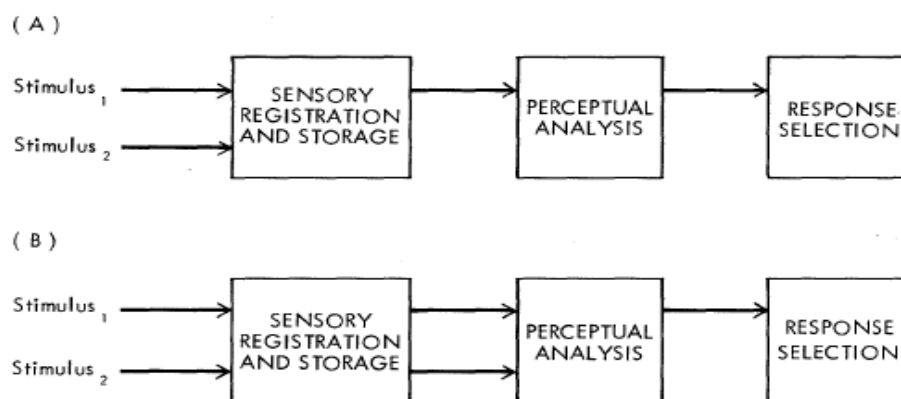 ( A )
Stimulus 1
Stimulus 2
SENSORY
REGISTRATION
AND STORAGE
PERCEPTUAL
ANALYSIS
RESPONSE
SELECTION
( B )
Stimulus 1
Stimulus 2
SENSORY
REGISTRATION
AND STORAGE
PERCEPTUAL
ANALYSIS
RESPONSE
SELECTION